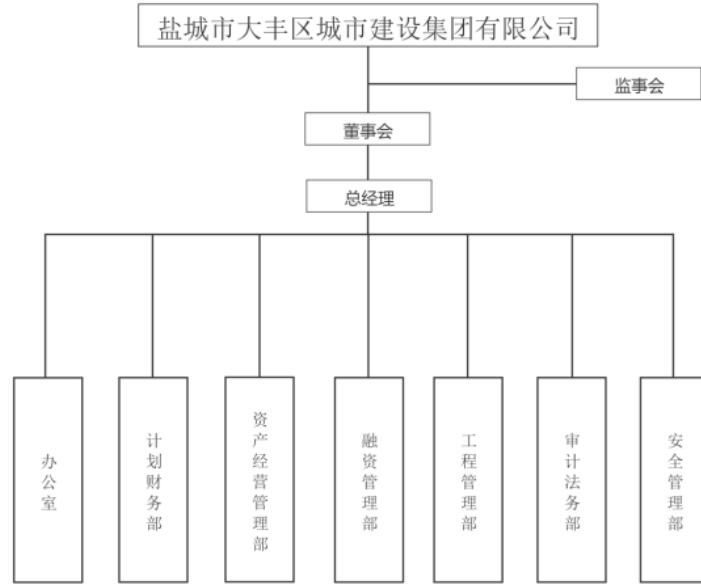 盐城市大丰区城市建设集团有限公司
监事会
董事会
总经理
办公室
计划财务部
资产经营管理部
融资管理部
工程管理部
审计法务部
安全管理部